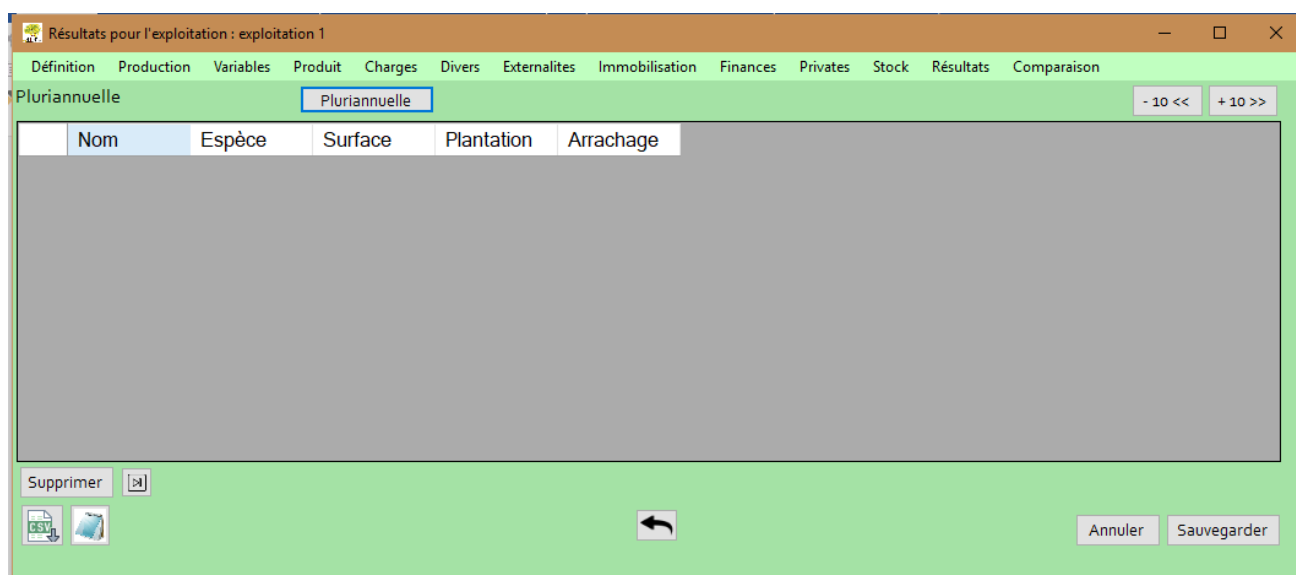 Résultats pour l'exploitation : exploitation 1
Définition Production Variables Produit Charges Divers Externalites Immobilisation Finances Privates Stock Résultats Comparaison
Pluriannuelle Pluriannuelle - 10 << + 10 >>
Nom Espèce Surface Plantation Arrachage
Supprimer
CSV
Annuler Sauvegarder